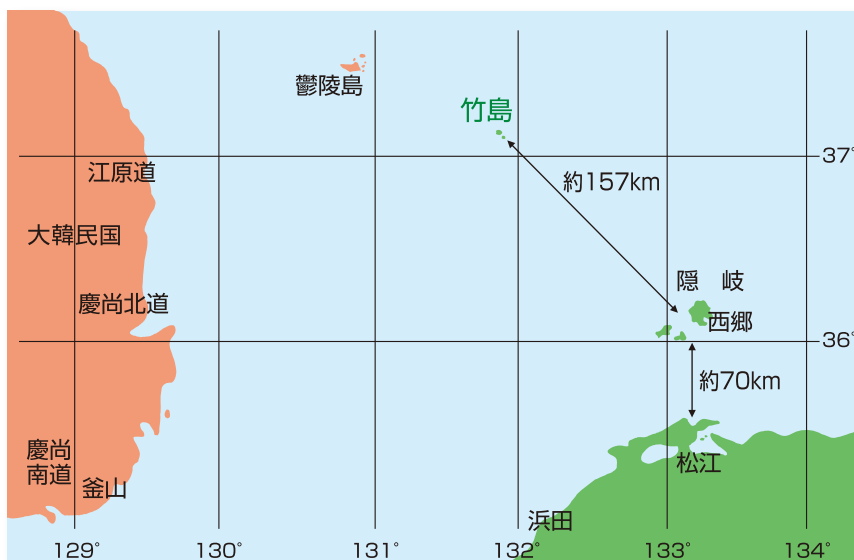 鬱陵島
竹島
37°
江原道
約157km
大韓民国
隠　岐
慶尚北道
西郷
36°
約70km
慶尚
南道
松江
釜山
浜田
129°
130°
131°
132°
133°
134°